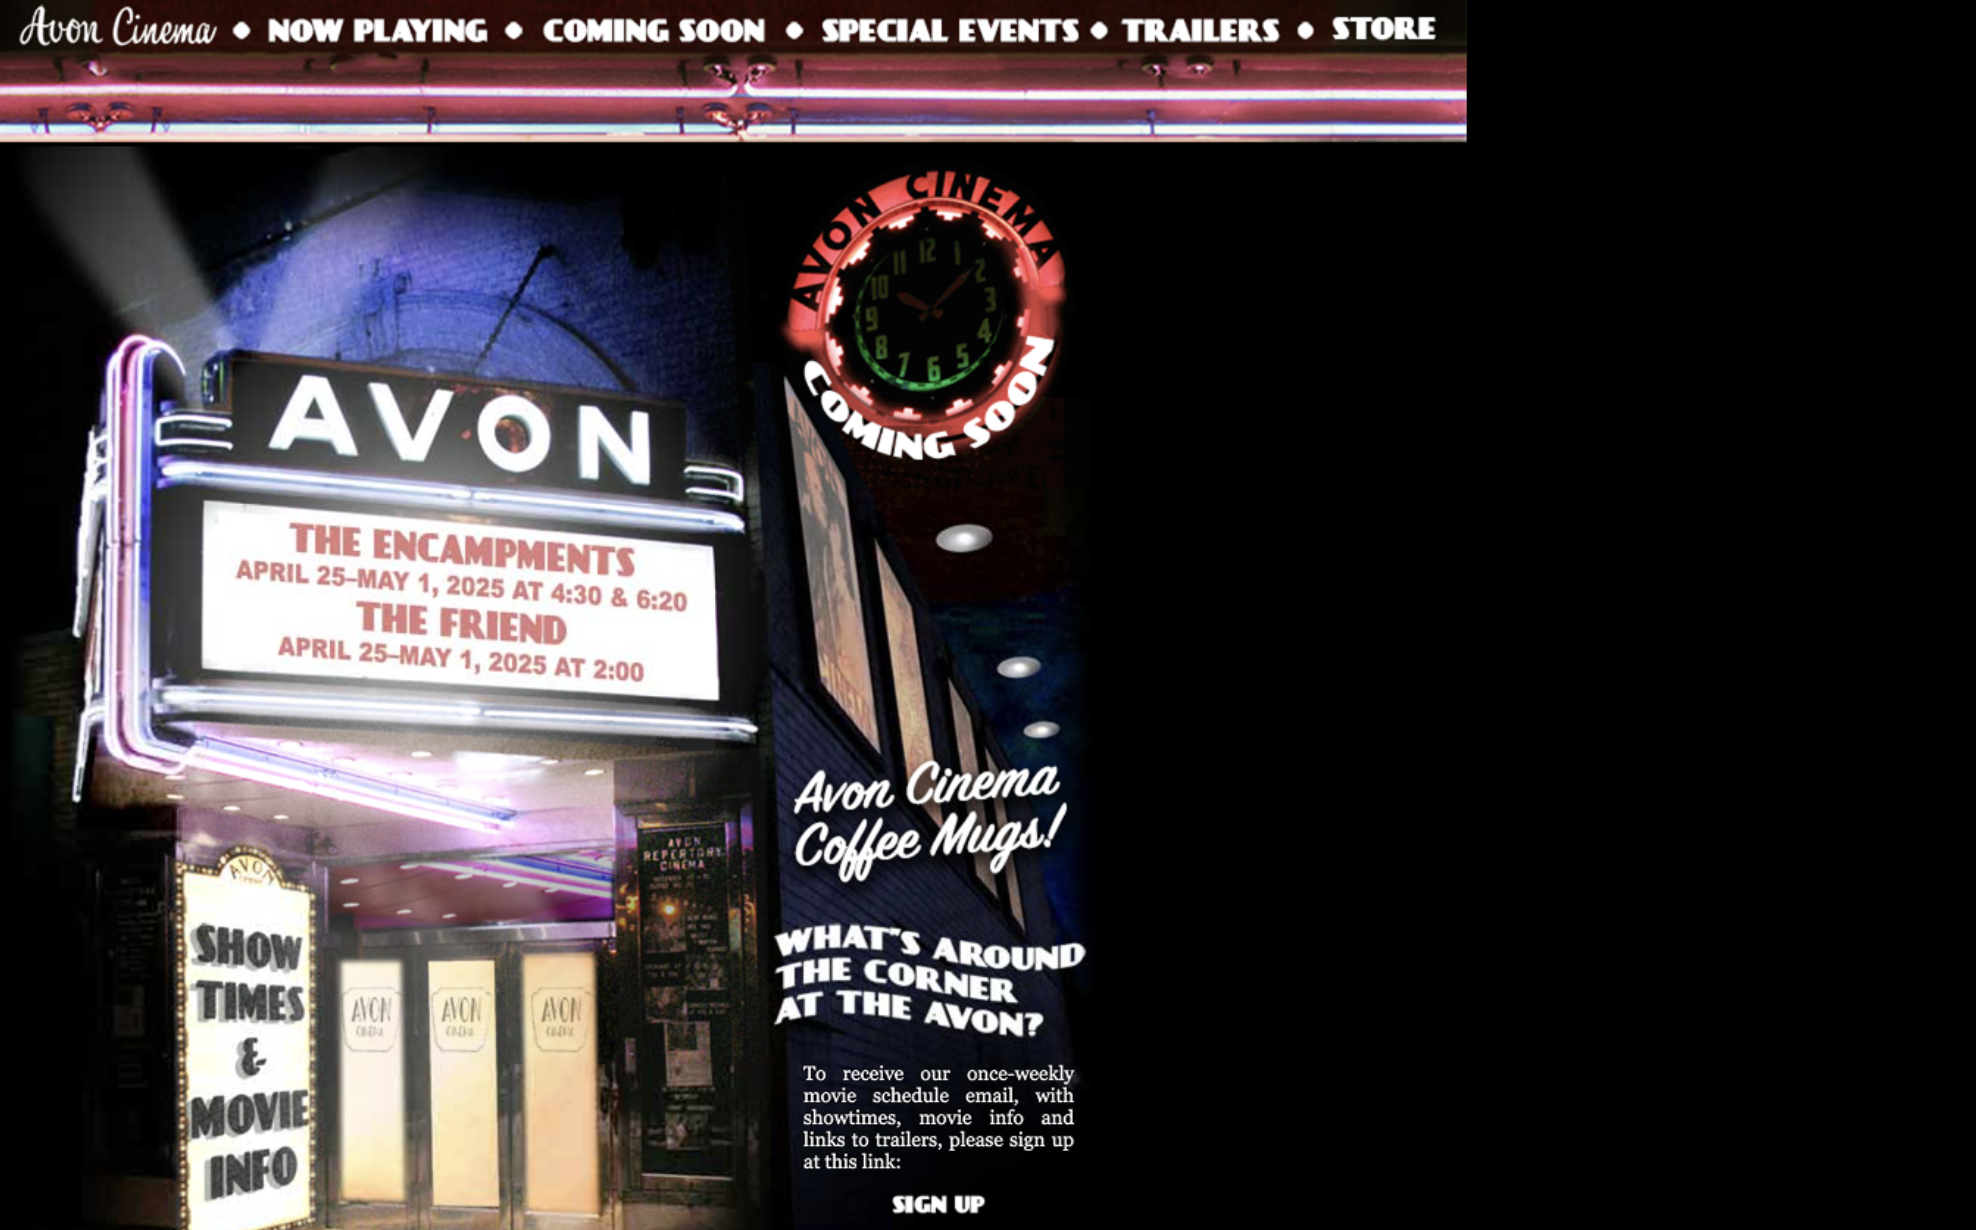 Avon Cinema • NOW PLAYING • COMING SOON • SPECIAL EVENTS • TRAILERS • STORE
AVON CINEMA
11 12 1
10 2
9 3
8 4
7 6 5
COMING SOON
AVON
THE ENCAMPMENTS
APRIL 25–MAY 1, 2025 AT 4:30 & 6:20
THE FRIEND
APRIL 25–MAY 1, 2025 AT 2:00
Avon Cinema
Coffee Mugs!
AVON
REPERTORY
CINEMA
AVON
SHOW
TIMES
&
MOVIE
INFO
AVON
CINEMA
AVON
CINEMA
AVON
CINEMA
WHAT'S AROUND
THE CORNER
AT THE AVON?
To receive our once-weekly
movie schedule email, with
showtimes, movie info and
links to trailers, please sign up
at this link:
SIGN UP